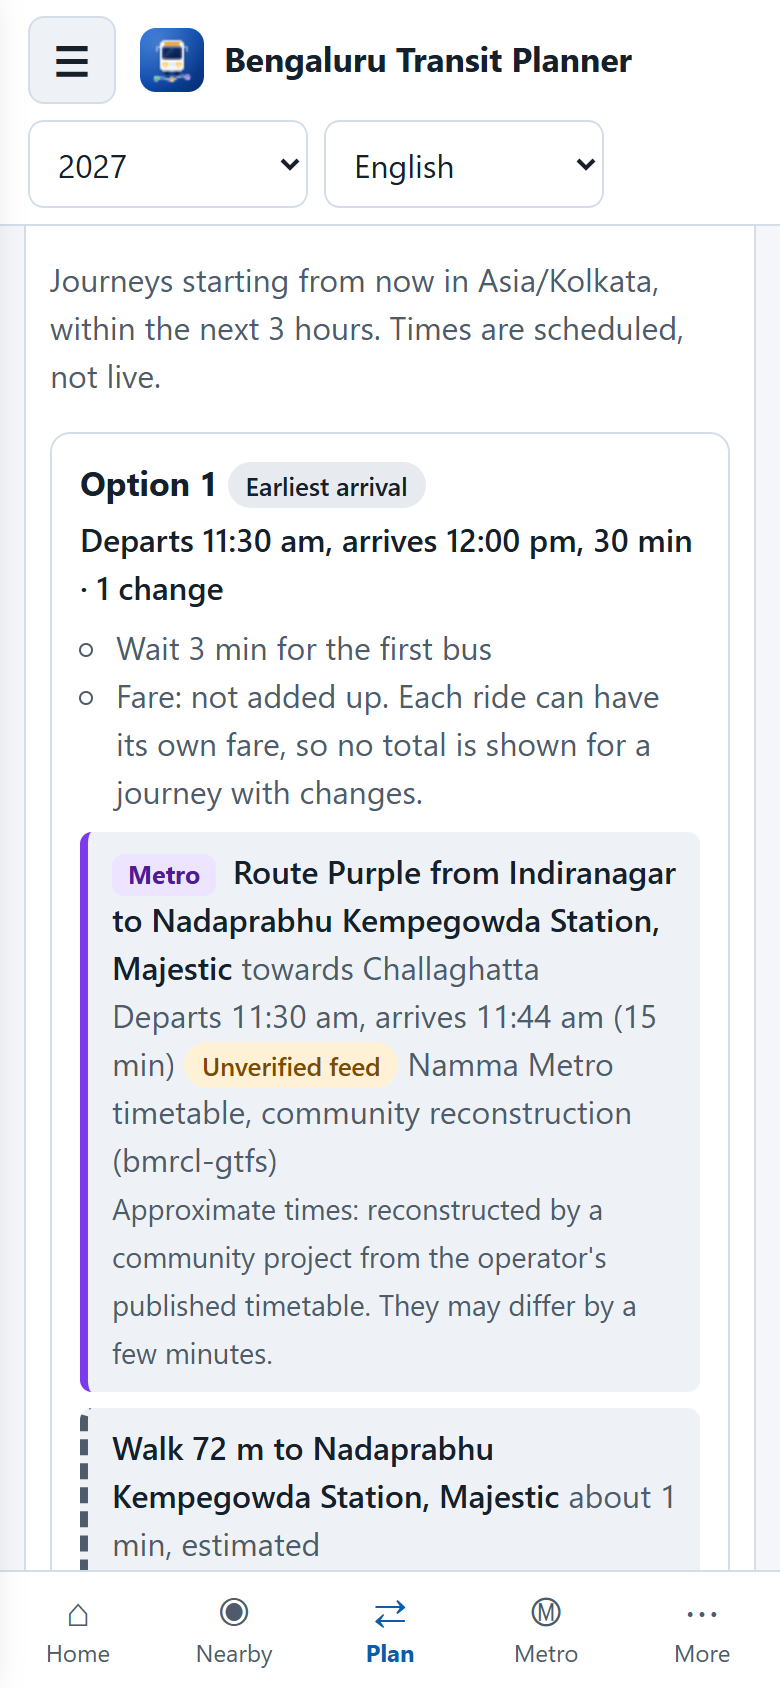 ☰ Bengaluru Transit Planner
2027 English
Journeys starting from now in Asia/Kolkata,
within the next 3 hours. Times are scheduled,
not live.
Option 1 Earliest arrival
Departs 11:30 am, arrives 12:00 pm, 30 min
· 1 change
Wait 3 min for the first bus
Fare: not added up. Each ride can have
its own fare, so no total is shown for a
journey with changes.
Metro Route Purple from Indiranagar
to Nadaprabhu Kempegowda Station,
Majestic towards Challaghatta
Departs 11:30 am, arrives 11:44 am (15
min) Unverified feed Namma Metro
timetable, community reconstruction
(bmrcl-gtfs)
Approximate times: reconstructed by a
community project from the operator's
published timetable. They may differ by a
few minutes.
Walk 72 m to Nadaprabhu
Kempegowda Station, Majestic about 1
min, estimated
Home Nearby Plan Metro More